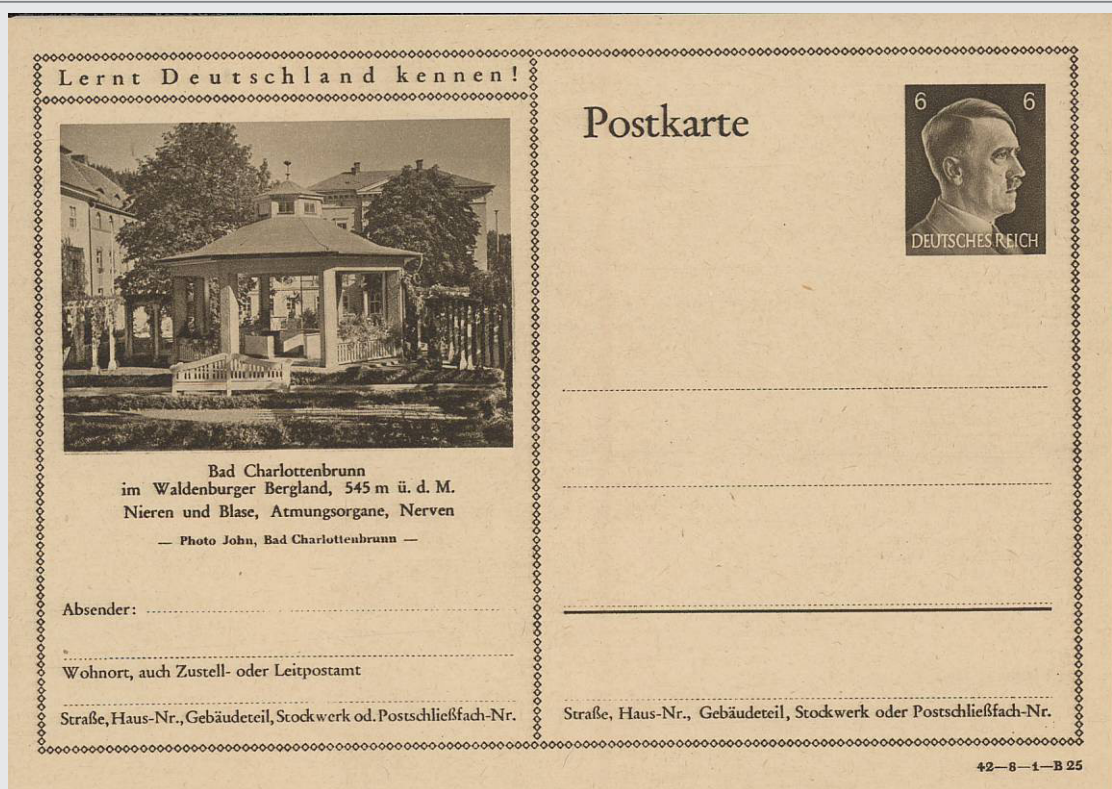 Lernt Deutschland kennen!
Bad Charlottenbrunn
im Waldenburger Bergland, 545 m ü. d. M.
Nieren und Blase, Atmungsorgane, Nerven
— Photo John, Bad Charlottenbrunn —
Absender:
Wohnort, auch Zustell- oder Leitpostamt
Straße, Haus-Nr., Gebäudeteil, Stockwerk od. Postschließfach-Nr.
Postkarte
6 6
DEUTSCHES REICH
Straße, Haus-Nr., Gebäudeteil, Stockwerk oder Postschließfach-Nr.
42—8—1—B 25